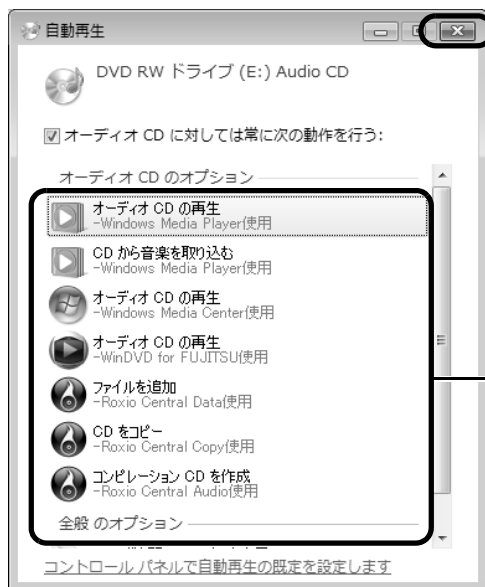 自動再生
DVD RW ドライブ (E:) Audio CD
オーディオ CD に対しては常に次の動作を行う:
オーディオ CD のオプション
オーディオ CD の再生
-Windows Media Player使用
CD から音楽を取り込む
-Windows Media Player使用
オーディオ CD の再生
-Windows Media Center使用
オーディオ CD の再生
-WinDVD for FUJITSU使用
ファイルを追加
-Roxio Central Data使用
CD をコピー
-Roxio Central Copy使用
コンピレーション CD を作成
-Roxio Central Audio使用
全般 のオプション
コントロール パネルで自動再生の既定を設定します